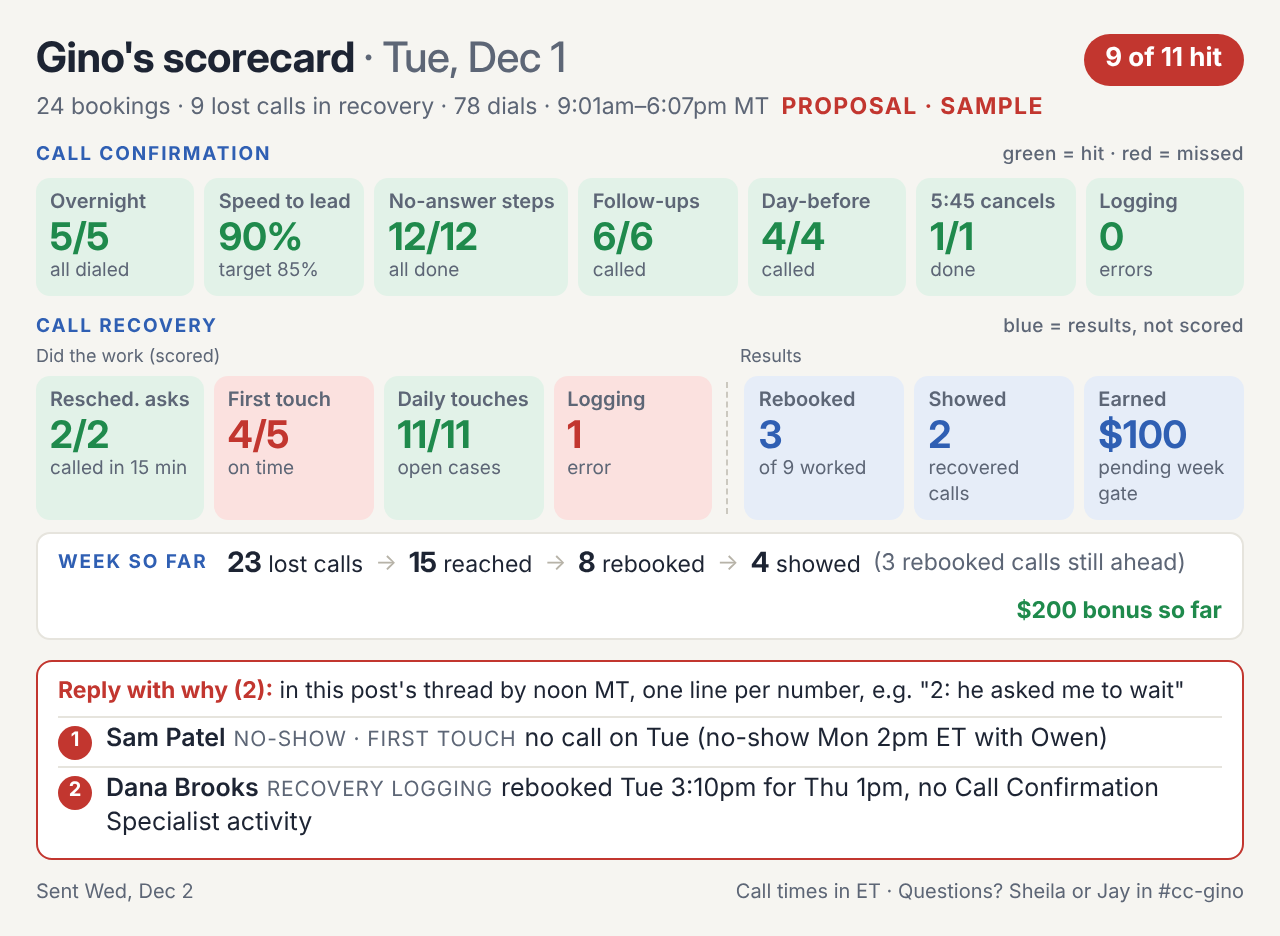 Gino's scorecard · Tue, Dec 1
9 of 11 hit
24 bookings · 9 lost calls in recovery · 78 dials · 9:01am–6:07pm MT PROPOSAL · SAMPLE
CALL CONFIRMATION
green = hit · red = missed
Overnight
5/5
all dialed
Speed to lead
90%
target 85%
No-answer steps
12/12
all done
Follow-ups
6/6
called
Day-before
4/4
called
5:45 cancels
1/1
done
Logging
0
errors
CALL RECOVERY
blue = results, not scored
Did the work (scored)
Results
Resched. asks
2/2
called in 15 min
First touch
4/5
on time
Daily touches
11/11
open cases
Logging
1
error
Rebooked
3
of 9 worked
Showed
2
recovered
calls
Earned
$100
pending week
gate
WEEK SO FAR 23 lost calls → 15 reached → 8 rebooked → 4 showed (3 rebooked calls still ahead)
$200 bonus so far
Reply with why (2): in this post's thread by noon MT, one line per number, e.g. "2: he asked me to wait"
1 Sam Patel NO-SHOW · FIRST TOUCH no call on Tue (no-show Mon 2pm ET with Owen)
2 Dana Brooks RECOVERY LOGGING rebooked Tue 3:10pm for Thu 1pm, no Call Confirmation
Specialist activity
Sent Wed, Dec 2
Call times in ET · Questions? Sheila or Jay in #cc-gino